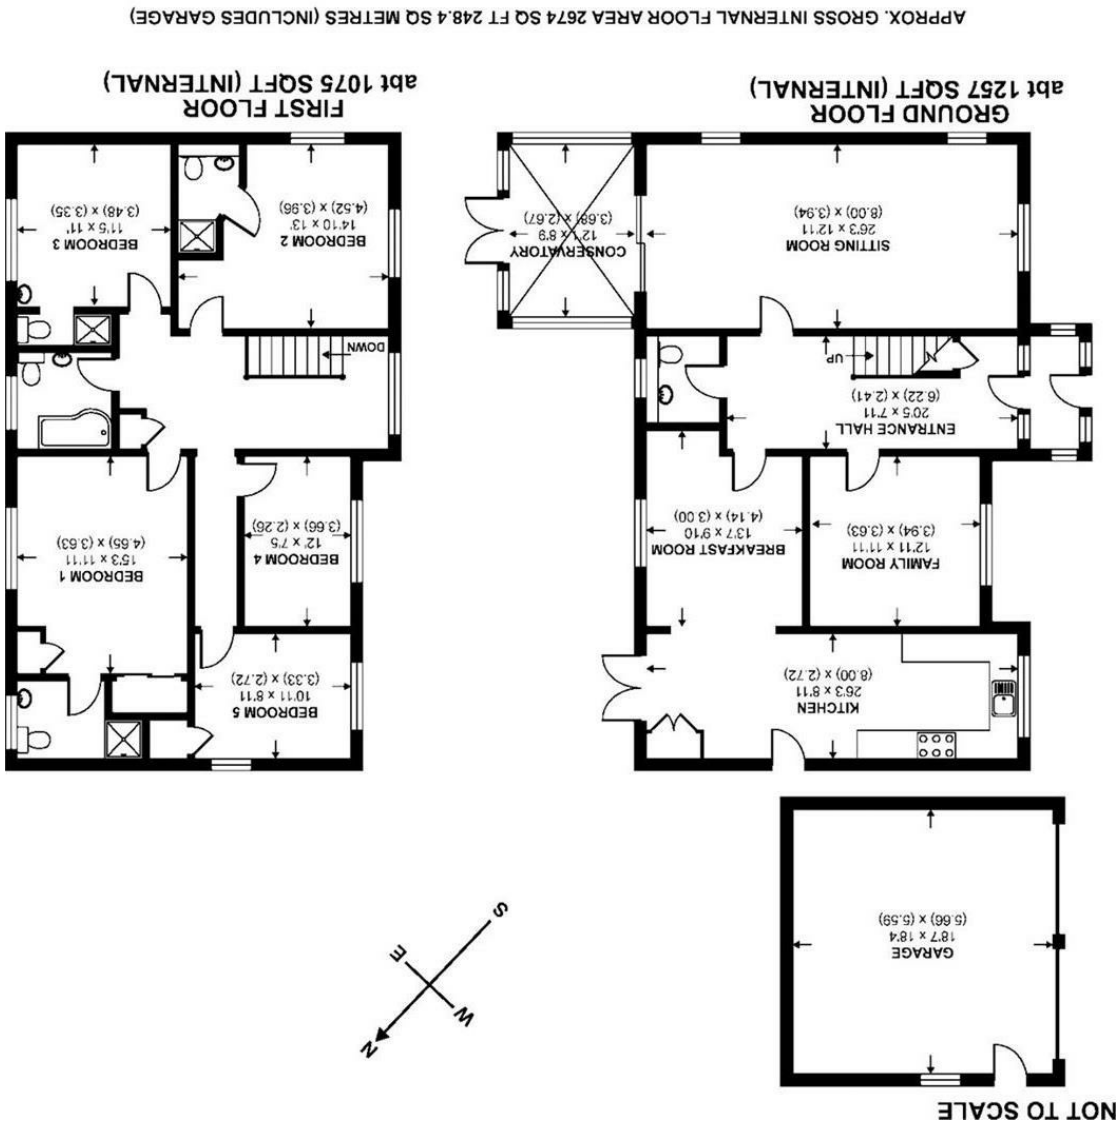 NOT TO SCALE
GARAGE
18'7 x 18'4
(5.66) x (5.59)
N
W
E
S
KITCHEN
26'3 x 8'11
(8.00) x (2.72)
FAMILY ROOM
12'11 x 11'11
(3.94) x (3.63)
BREAKFAST ROOM
13'7 x 9'10
(4.14) x (3.00)
ENTRANCE HALL
20'5 x 7'11
(6.22) x (2.41)
UP
SITTING ROOM
26'3 x 12'11
(8.00) x (3.94)
CONSERVATORY
12'1 x 8'9
(3.68) x (2.67)
GROUND FLOOR
abt 1257 SQFT (INTERNAL)
BEDROOM 5
10'11 x 8'11
(3.33) x (2.72)
BEDROOM 4
12' x 7'5
(3.66) x (2.26)
BEDROOM 1
15'3 x 11'11
(4.65) x (3.63)
DOWN
BEDROOM 2
14'10 x 13'
(4.52) x (3.96)
BEDROOM 3
11'5 x 11'
(3.48) x (3.35)
FIRST FLOOR
abt 1075 SQFT (INTERNAL)
APPROX. GROSS INTERNAL FLOOR AREA 2674 SQ FT 248.4 SQ METRES (INCLUDES GARAGE)